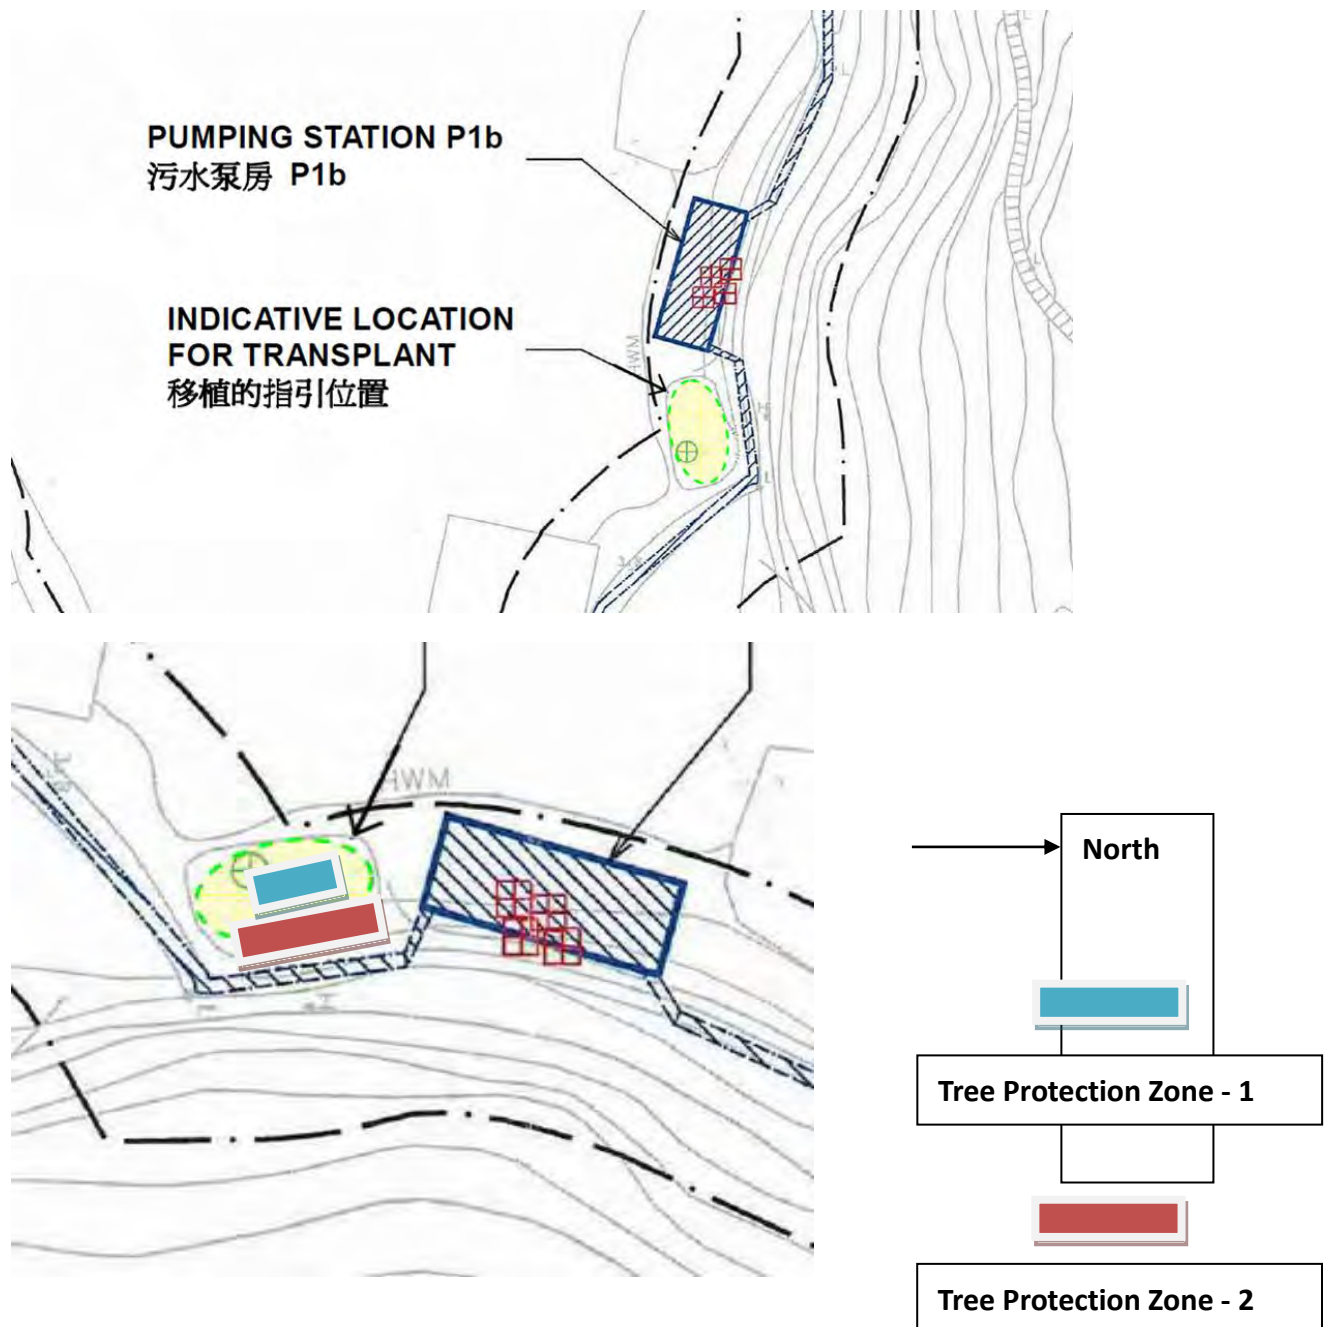 PUMPING STATION P1b
污水泵房 P1b
INDICATIVE LOCATION
FOR TRANSPLANT
移植的指引位置
HWM
HWM
North
Tree Protection Zone - 1
Tree Protection Zone - 2